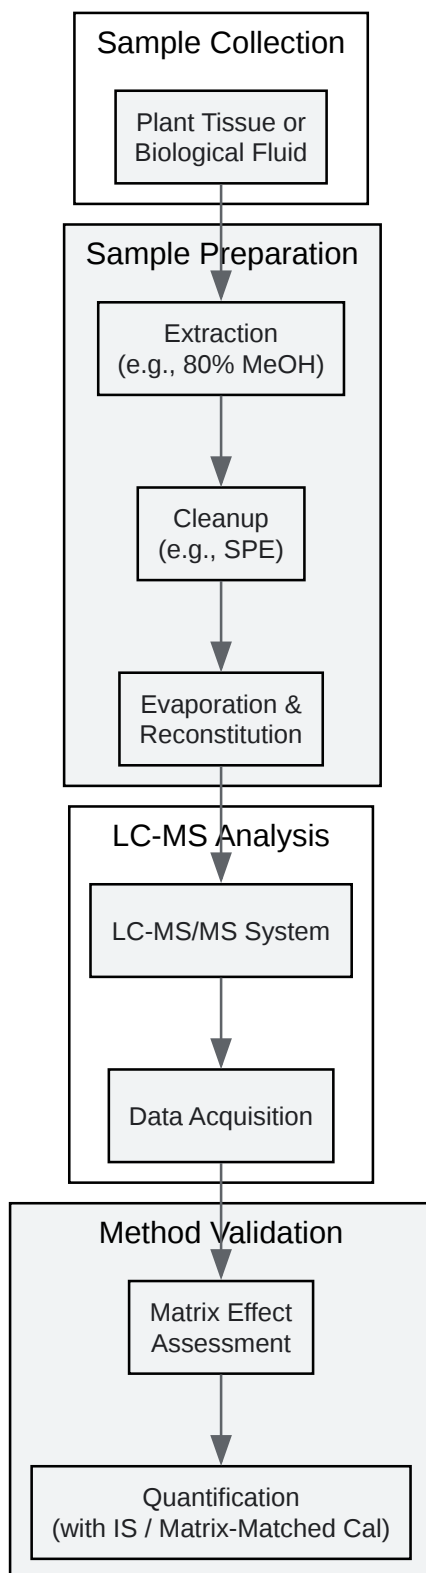 Sample Collection
Plant Tissue or
Biological Fluid
Sample Preparation
Extraction
(e.g., 80% MeOH)
Cleanup
(e.g., SPE)
Evaporation &
Reconstitution
LC-MS Analysis
LC-MS/MS System
Data Acquisition
Method Validation
Matrix Effect
Assessment
Quantification
(with IS / Matrix-Matched Cal)